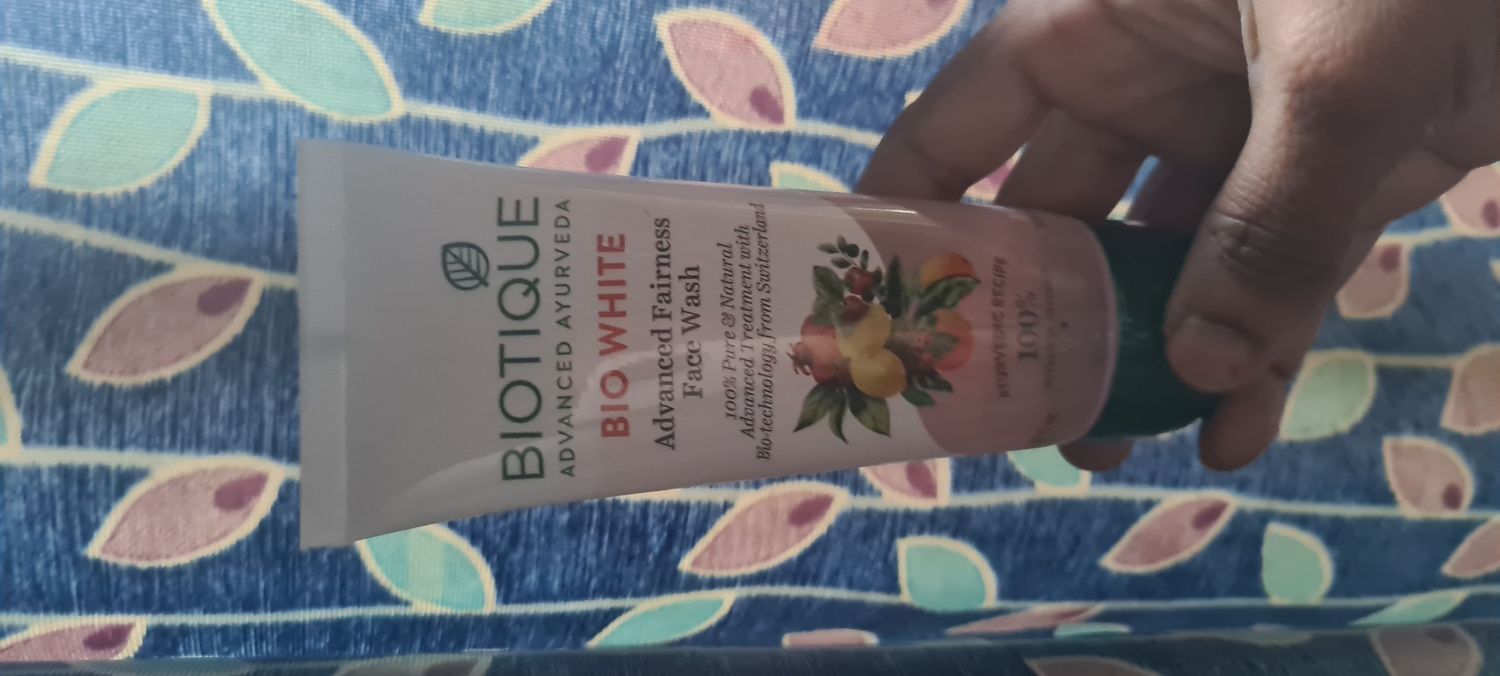 BIOTIQUE
ADVANCED AYURVEDA
BIO WHITE
Advanced Fairness
Face Wash
100% Pure & Natural
Advanced Treatment with
Bio-technology from Switzerland
AYURVEDIC RECIPE
100%